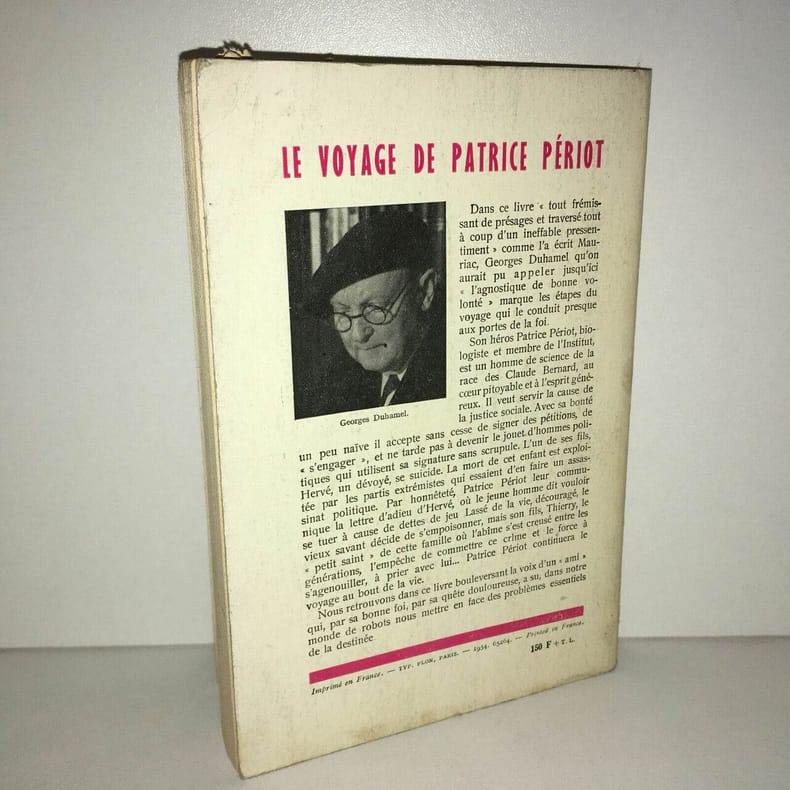 LE VOYAGE DE PATRICE PÉRIOT
Dans ce livre « tout frémis-
sant de présages et traversé tout
à coup d'un ineffable pressen-
timent » comme l'a écrit Mau-
riac, Georges Duhamel qu'on
aurait pu appeler jusqu'ici
« l'agnostique de bonne vo-
lonté » marque les étapes du
voyage qui le conduit presque
aux portes de la foi.
Son héros Patrice Périot, bio-
logiste et membre de l'Institut,
est un homme de science de la
race des Claude Bernard, au
cœur pitoyable et à l'esprit géné-
reux. Il veut servir la cause de
la justice sociale. Avec sa bonté
Georges Duhamel.
un peu naïve il accepte sans cesse de signer des pétitions, de
« s'engager », et ne tarde pas à devenir le jouet d'hommes poli-
tiques qui utilisent sa signature sans scrupule. L'un de ses fils,
Hervé, un dévoyé, se suicide. La mort de cet enfant est exploi-
tée par les partis extrémistes qui essaient d'en faire un assas-
sinat politique. Par honnêteté, Patrice Périot leur commu-
nique la lettre d'adieu d'Hervé, où le jeune homme dit vouloir
se tuer à cause de dettes de jeu Lassé de la vie, découragé, le
vieux savant décide de s'empoisonner, mais son fils, Thierry, le
« petit saint » de cette famille où l'abîme s'est creusé entre les
générations, l'empêche de commettre ce crime et le force à
s'agenouiller, à prier avec lui... Patrice Périot continuera le
voyage au bout de la vie.
Nous retrouvons dans ce livre bouleversant la voix d'un « ami »
qui, par sa bonne foi, par sa quête douloureuse, a su, dans notre
monde de robots nous mettre en face des problèmes essentiels
de la destinée
Imprimé en France. — TYP. PLON, PARIS. — 1954. 65264. — Printed in France.
150 F + T. L.